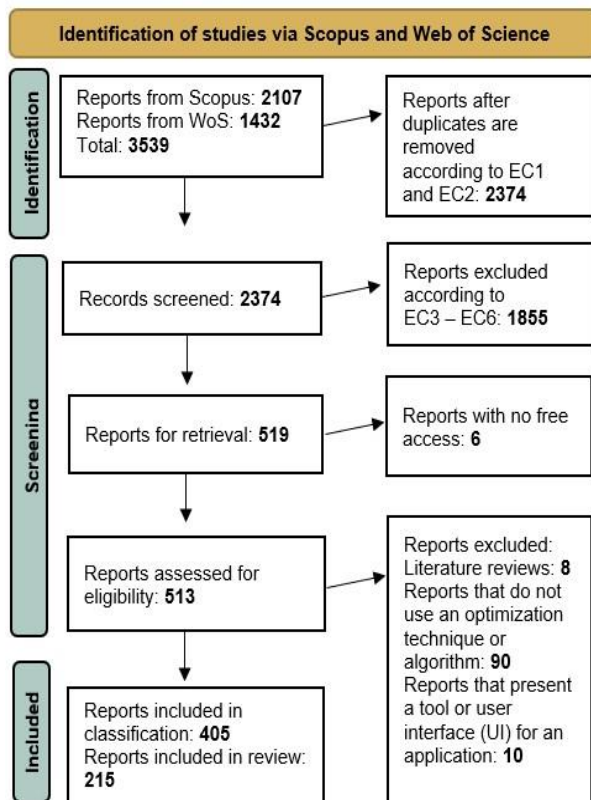 Identification of studies via Scopus and Web of Science
Identification
Reports from Scopus: 2107
Reports from WoS: 1432
Total: 3539
Reports after
duplicates are
removed
according to EC1
and EC2: 2374
Screening
Records screened: 2374
Reports excluded
according to
EC3 – EC6: 1855
Reports for retrieval: 519
Reports with no free
access: 6
Reports assessed for
eligibility: 513
Reports excluded:
Literature reviews: 8
Reports that do not
use an optimization
technique or
algorithm: 90
Reports that present
a tool or user
interface (UI) for an
application: 10
Included
Reports included in
classification: 405
Reports included in review:
215